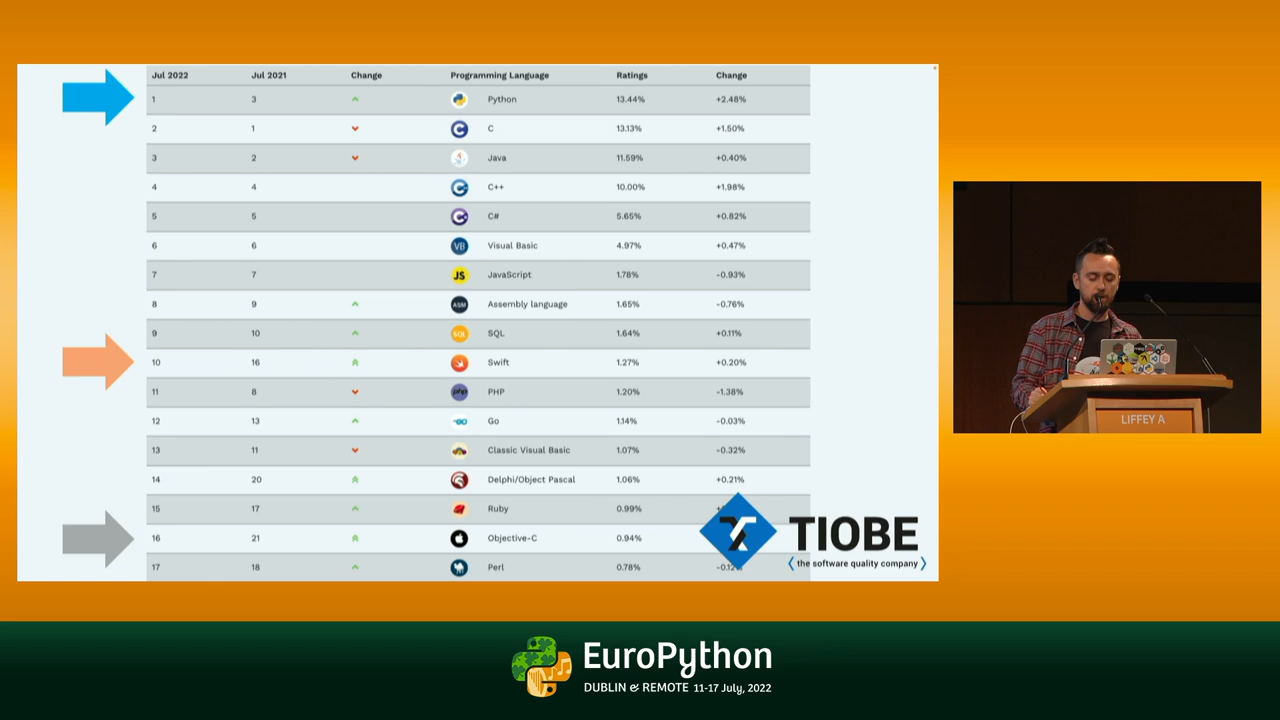 Jul 2022 Jul 2021 Change Programming Language Ratings Change
1 3 Python 13.44% +2.48%
2 1 C 13.13% +1.50%
3 2 Java 11.59% +0.40%
4 4 C++ 10.00% +1.98%
5 5 C# 5.65% +0.82%
6 6 VB Visual Basic 4.97% +0.47%
7 7 JS JavaScript 1.78% -0.93%
8 9 ASM Assembly language 1.65% -0.76%
9 10 SQL SQL 1.64% +0.11%
10 16 Swift 1.27% +0.20%
11 8 php PHP 1.20% -1.38%
12 13 GO Go 1.14% -0.03%
13 11 Classic Visual Basic 1.07% -0.32%
14 20 Delphi/Object Pascal 1.06% +0.21%
15 17 Ruby 0.99%
16 21 Objective-C 0.94%
17 18 Perl 0.78%
TIOBE
⟨the software quality company⟩
LIFFEY A
EuroPython
DUBLIN & REMOTE 11-17 July, 2022